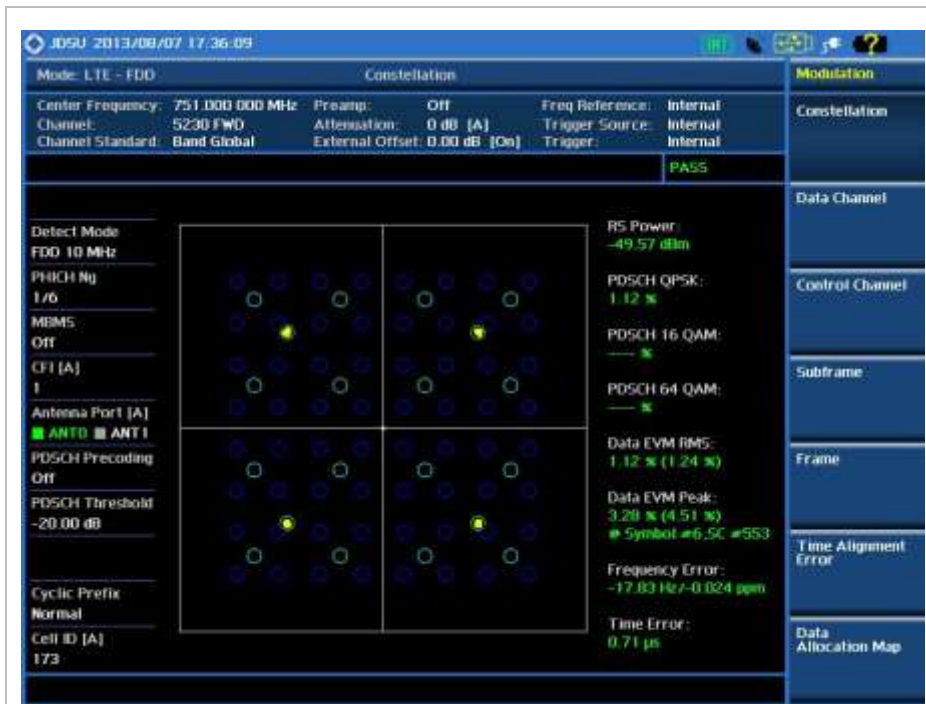 JDSU 2013/08/07 17:36:09
Mode: LTE - FDD
Constellation
Modulation
Center Frequency: 751.000 000 MHz Preamp: Off Freq Reference: Internal
Channel: 5230 FWD Attenuation: 0 dB [A] Trigger Source: Internal
Channel Standard: Band Global External Offset: 0.00 dB [On] Trigger: Internal
PASS
Detect Mode
FDD 10 MHz
PHICH Ng
1/6
MBMS
Off
CFI [A]
1
Antenna Port [A]
ANT0 ANT1
PDSCH Precoding
Off
PDSCH Threshold
-20.00 dB
Cyclic Prefix
Normal
Cell ID [A]
173
RS Power:
-49.57 dBm
PDSCH QPSK:
1.12 %
PDSCH 16 QAM:
---- %
PDSCH 64 QAM:
---- %
Data EVM RMS:
1.12 % (1.24 %)
Data EVM Peak:
3.28 % (4.51 %)
@ Symbol #6,SC #553
Frequency Error:
-17.83 Hz/-0.024 ppm
Time Error:
0.71 µs
Constellation
Data Channel
Control Channel
Subframe
Frame
Time Alignment
Error
Data
Allocation Map